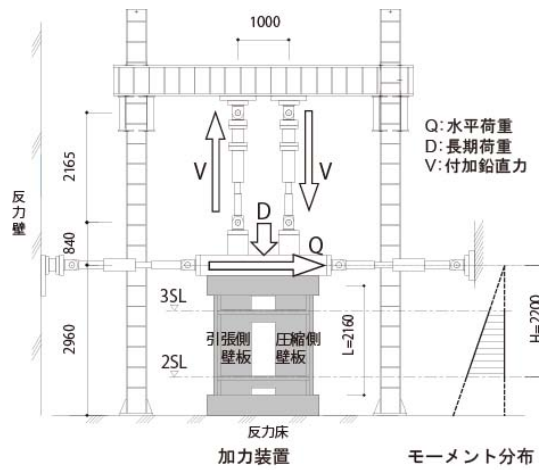 1000
Q:水平荷重
D:長期荷重
V:付加鉛直力
V
V
D
Q
反力壁
2165
840
2960
3SL
引張側
壁板
圧縮側
壁板
2SL
L=2160
H=2200
反力床
加力装置
モーメント分布